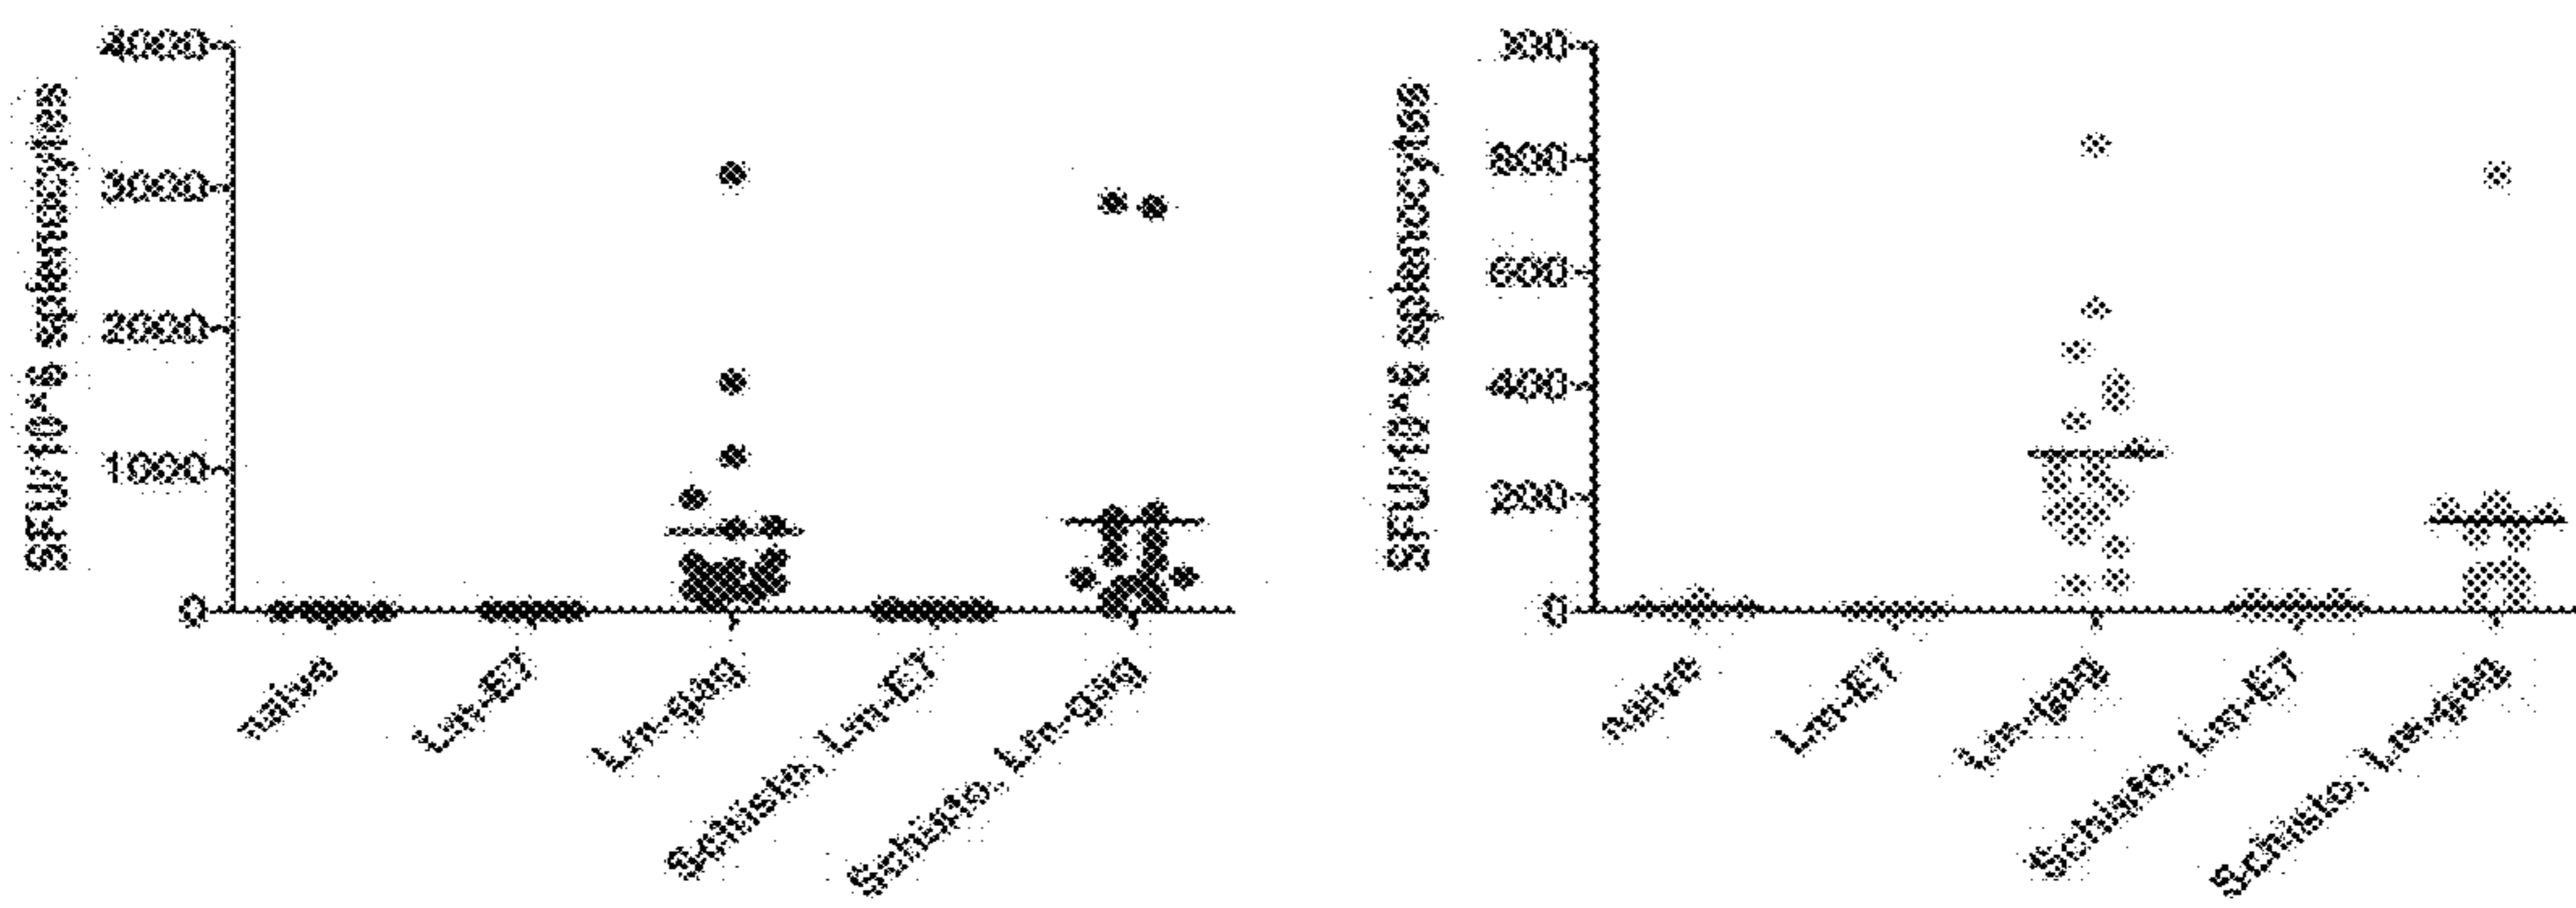 SFU/10^6 splenocytes
4000
3000
2000
1000
0
naive
Lm-E7
Lm-gag
Schisto, Lm-E7
Schisto, Lm-gag
SFU/10^6 splenocytes
800
600
400
200
0
naive
Lm-E7
Lm-gag
Schisto, Lm-E7
Schisto, Lm-gag